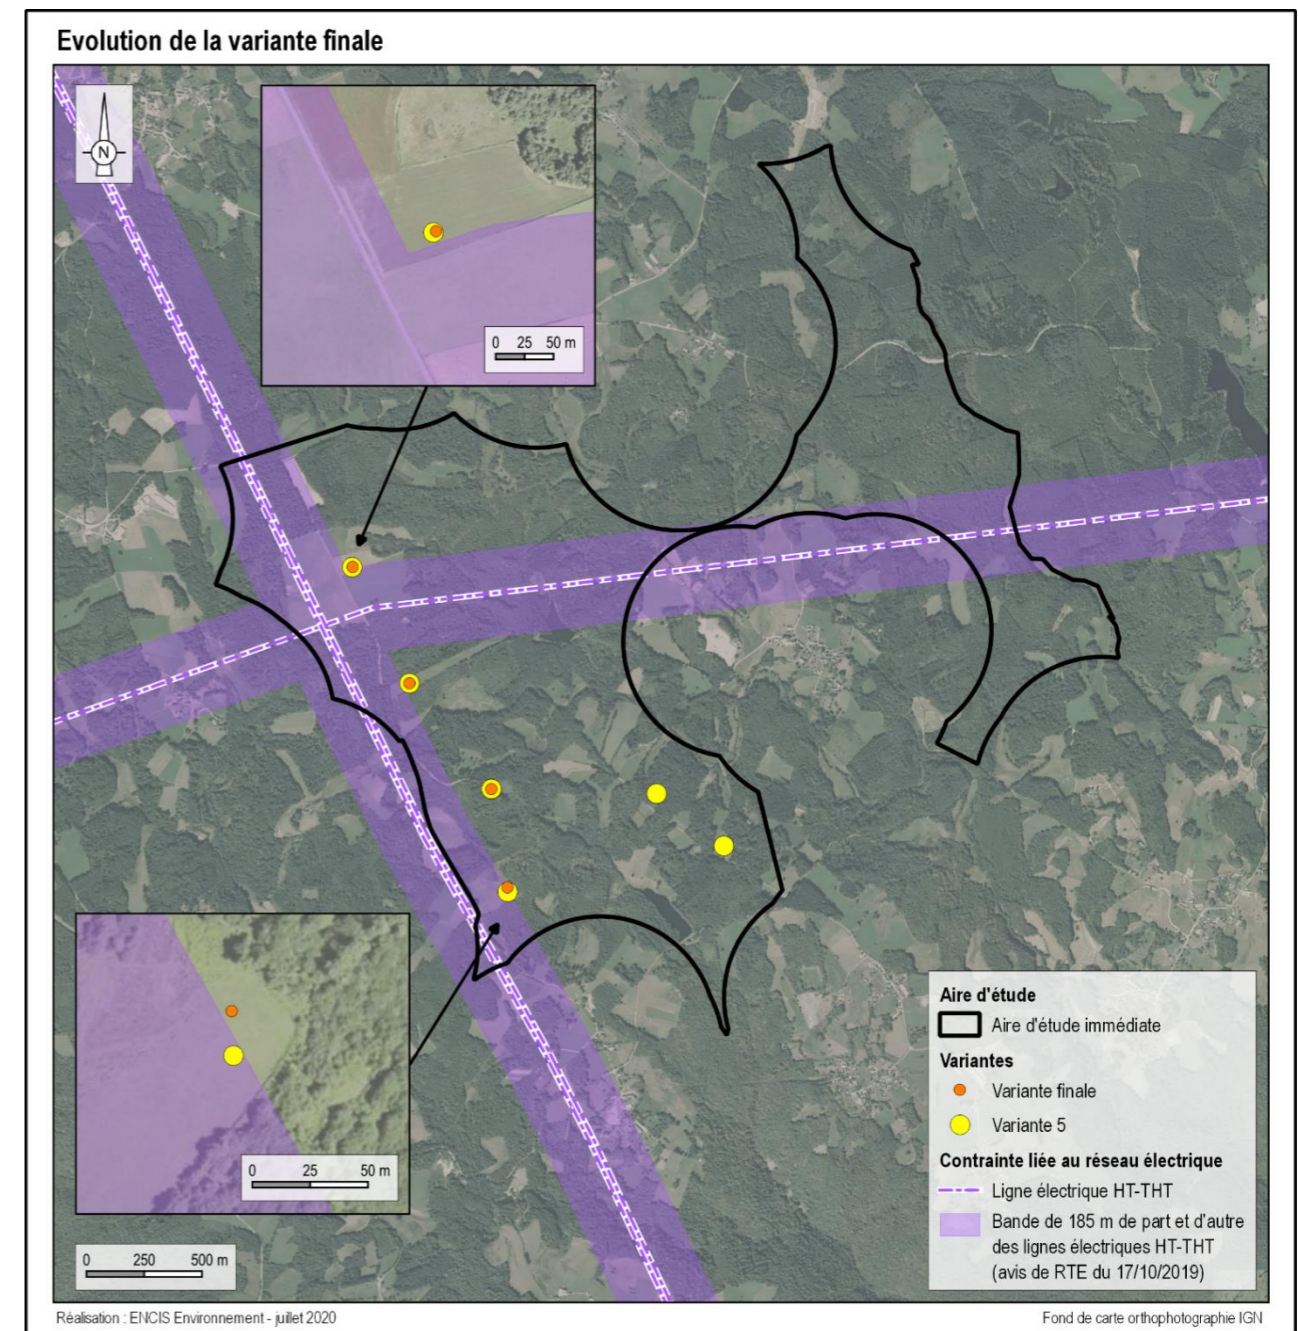 Evolution de la variante finale
N
0 25 50 m
0 25 50 m
0 250 500 m
Aire d'étude
Aire d'étude immédiate
Variantes
Variante finale
Variante 5
Contrainte liée au réseau électrique
Ligne électrique HT-THT
Bande de 185 m de part et d'autre
des lignes électriques HT-THT
(avis de RTE du 17/10/2019)
Réalisation : ENCIS Environnement - juillet 2020
Fond de carte orthophotographie IGN